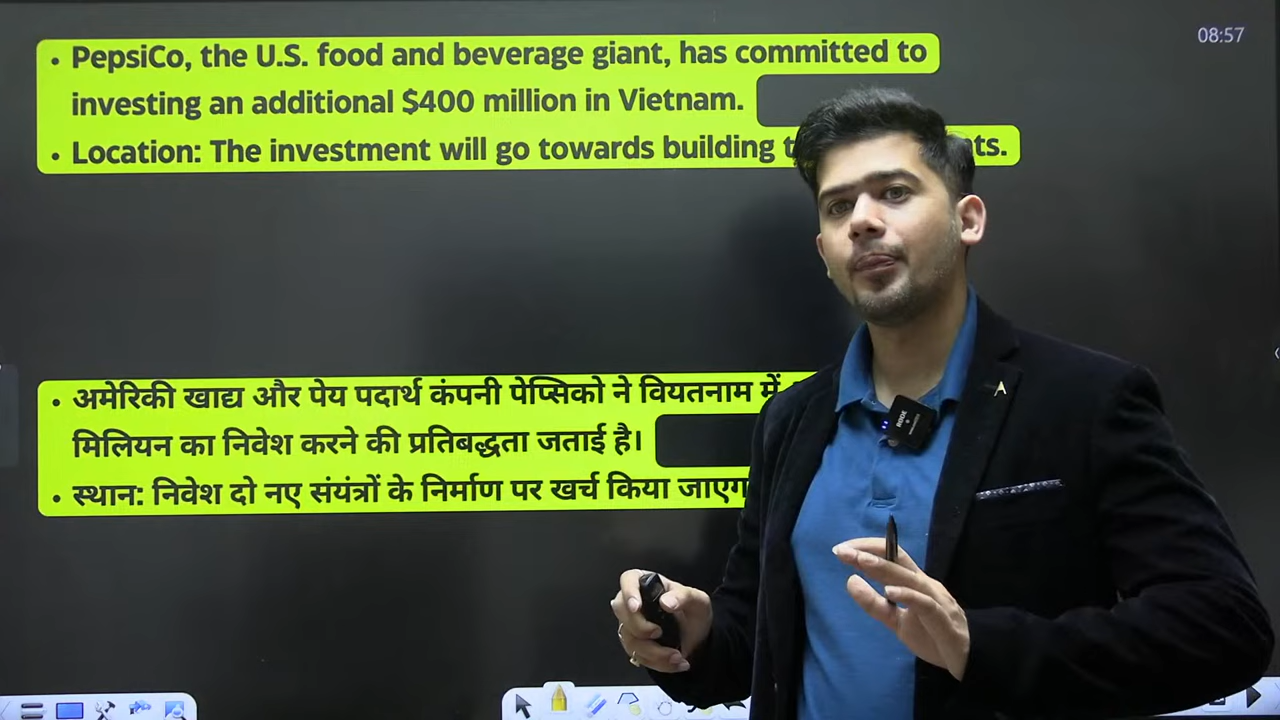 08:57
• PepsiCo, the U.S. food and beverage giant, has committed to
investing an additional $400 million in Vietnam.
• Location: The investment will go towards building
• अमेरिकी खाद्य और पेय पदार्थ कंपनी पेप्सिको ने वियतनाम में
मिलियन का निवेश करने की प्रतिबद्धता जताई है।
• स्थान: निवेश दो नए संयंत्रों के निर्माण पर खर्च किया
RODE